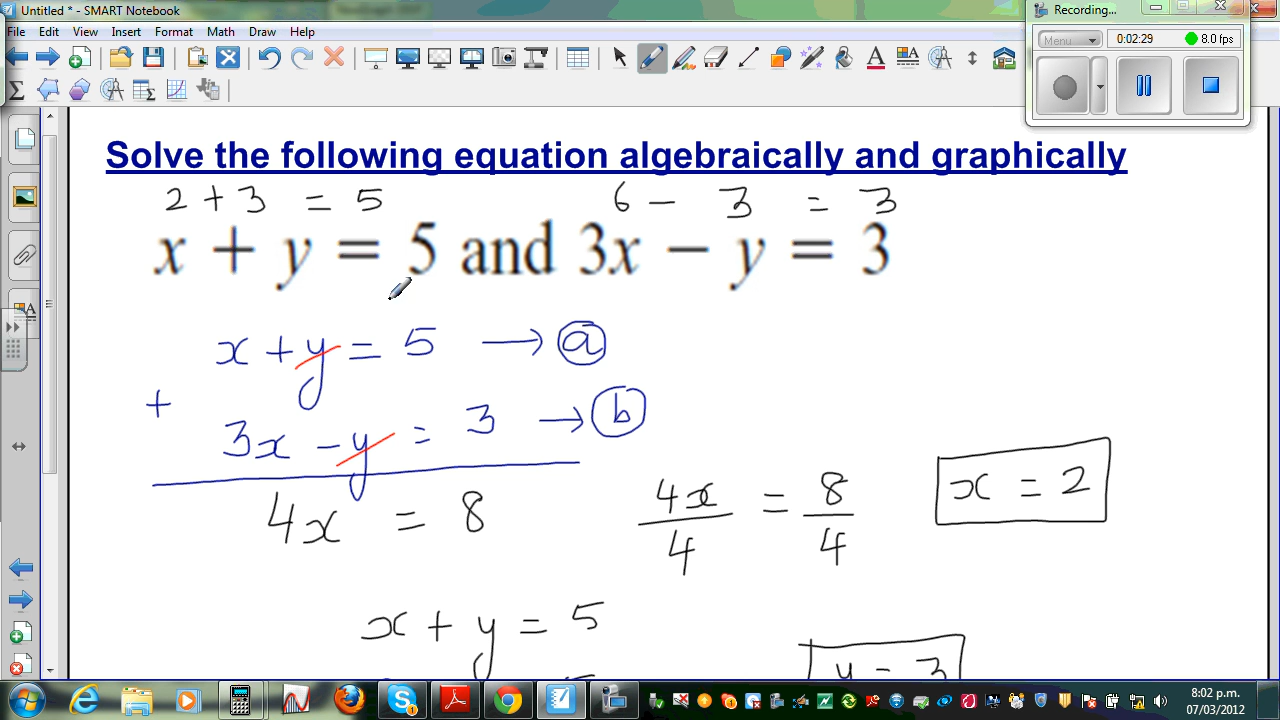 Untitled * - SMART Notebook
Recording...
File Edit View Insert Format Math Draw Help
Menu 0:02:29 8.0 fps
Solve the following equation algebraically and graphically
2 + 3 = 5 6 - 3 = 3
x + y = 5 and 3x − y = 3
x + y = 5 → a
+
3x - y = 3 → b
4x = 8
4x/4 = 8/4
x = 2
x + y = 5
y = 3
8:02 p.m.
07/03/2012